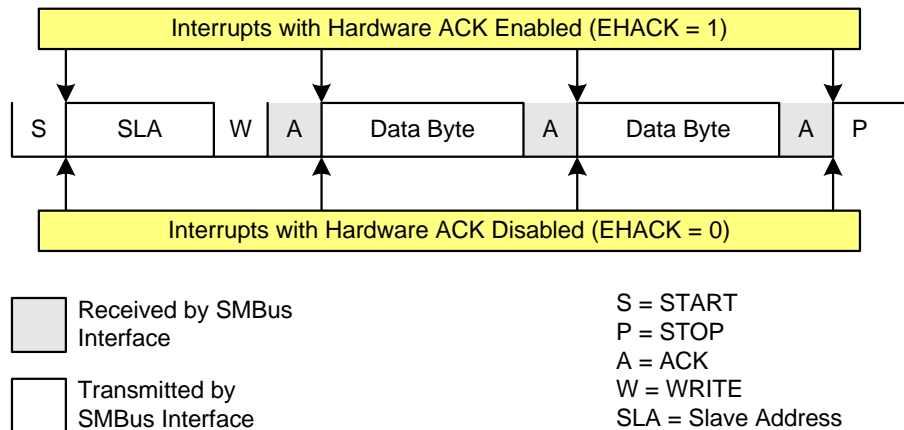 Interrupts with Hardware ACK Enabled (EHACK = 1)
S SLA W A Data Byte A Data Byte A P
Interrupts with Hardware ACK Disabled (EHACK = 0)
Received by SMBus
Interface
Transmitted by
SMBus Interface
S = START
P = STOP
A = ACK
W = WRITE
SLA = Slave Address